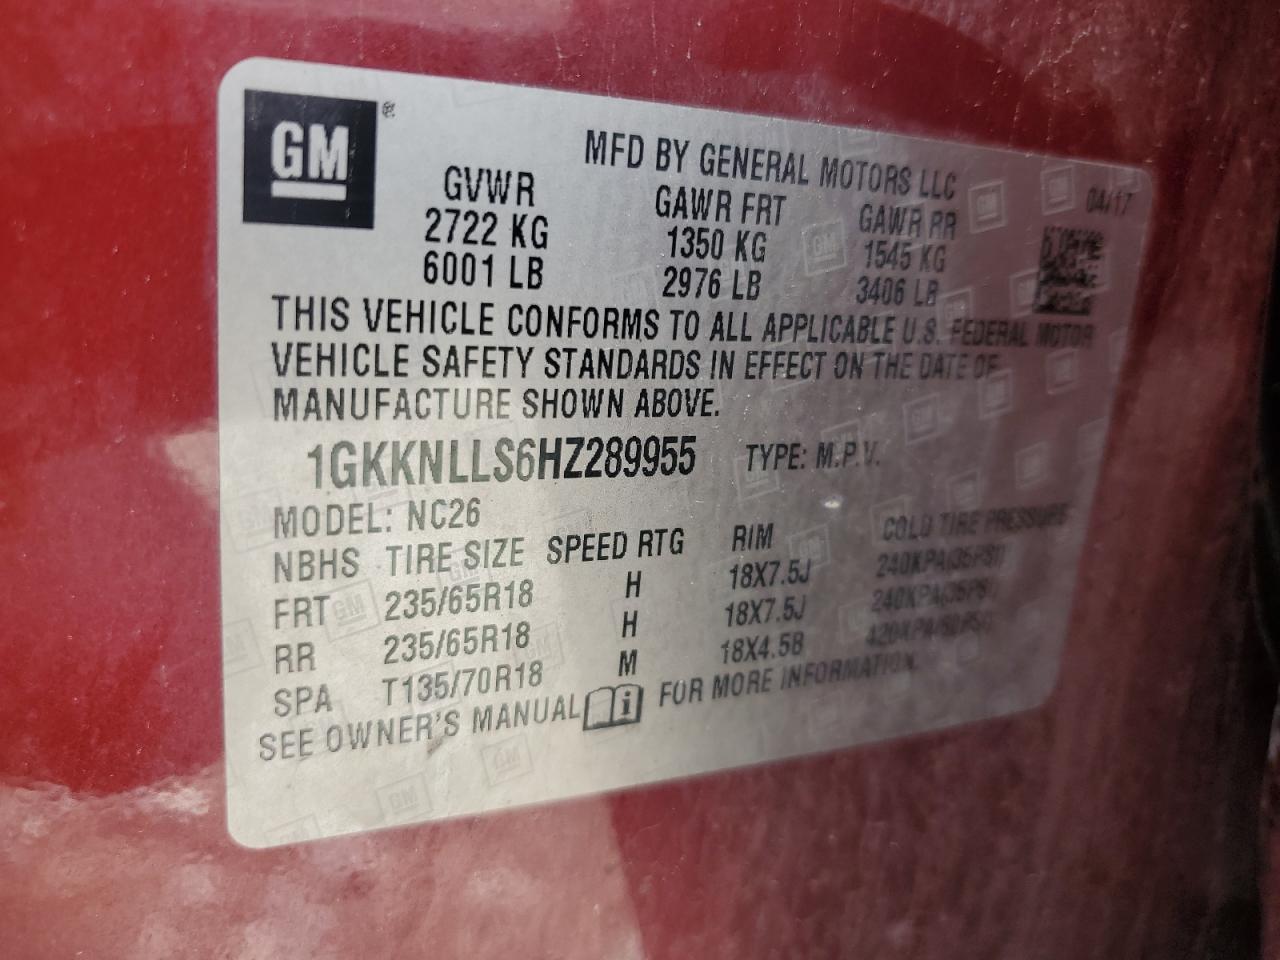 GM ®
MFD BY GENERAL MOTORS LLC
04/17
GVWR GAWR FRT GAWR RR
2722 KG 1350 KG 1545 KG
6001 LB 2976 LB 3406 LB
THIS VEHICLE CONFORMS TO ALL APPLICABLE U.S. FEDERAL MOTOR
VEHICLE SAFETY STANDARDS IN EFFECT ON THE DATE OF
MANUFACTURE SHOWN ABOVE.
1GKKNLLS6HZ289955 TYPE: M.P.V.
MODEL: NC26
NBHS TIRE SIZE SPEED RTG RIM COLD TIRE PRESSURE
FRT 235/65R18 H 18X7.5J 240KPA(35PSI)
RR 235/65R18 H 18X7.5J 240KPA(35PSI)
SPA T135/70R18 M 18X4.5B 420KPA(60PSI)
SEE OWNER'S MANUAL FOR MORE INFORMATION.